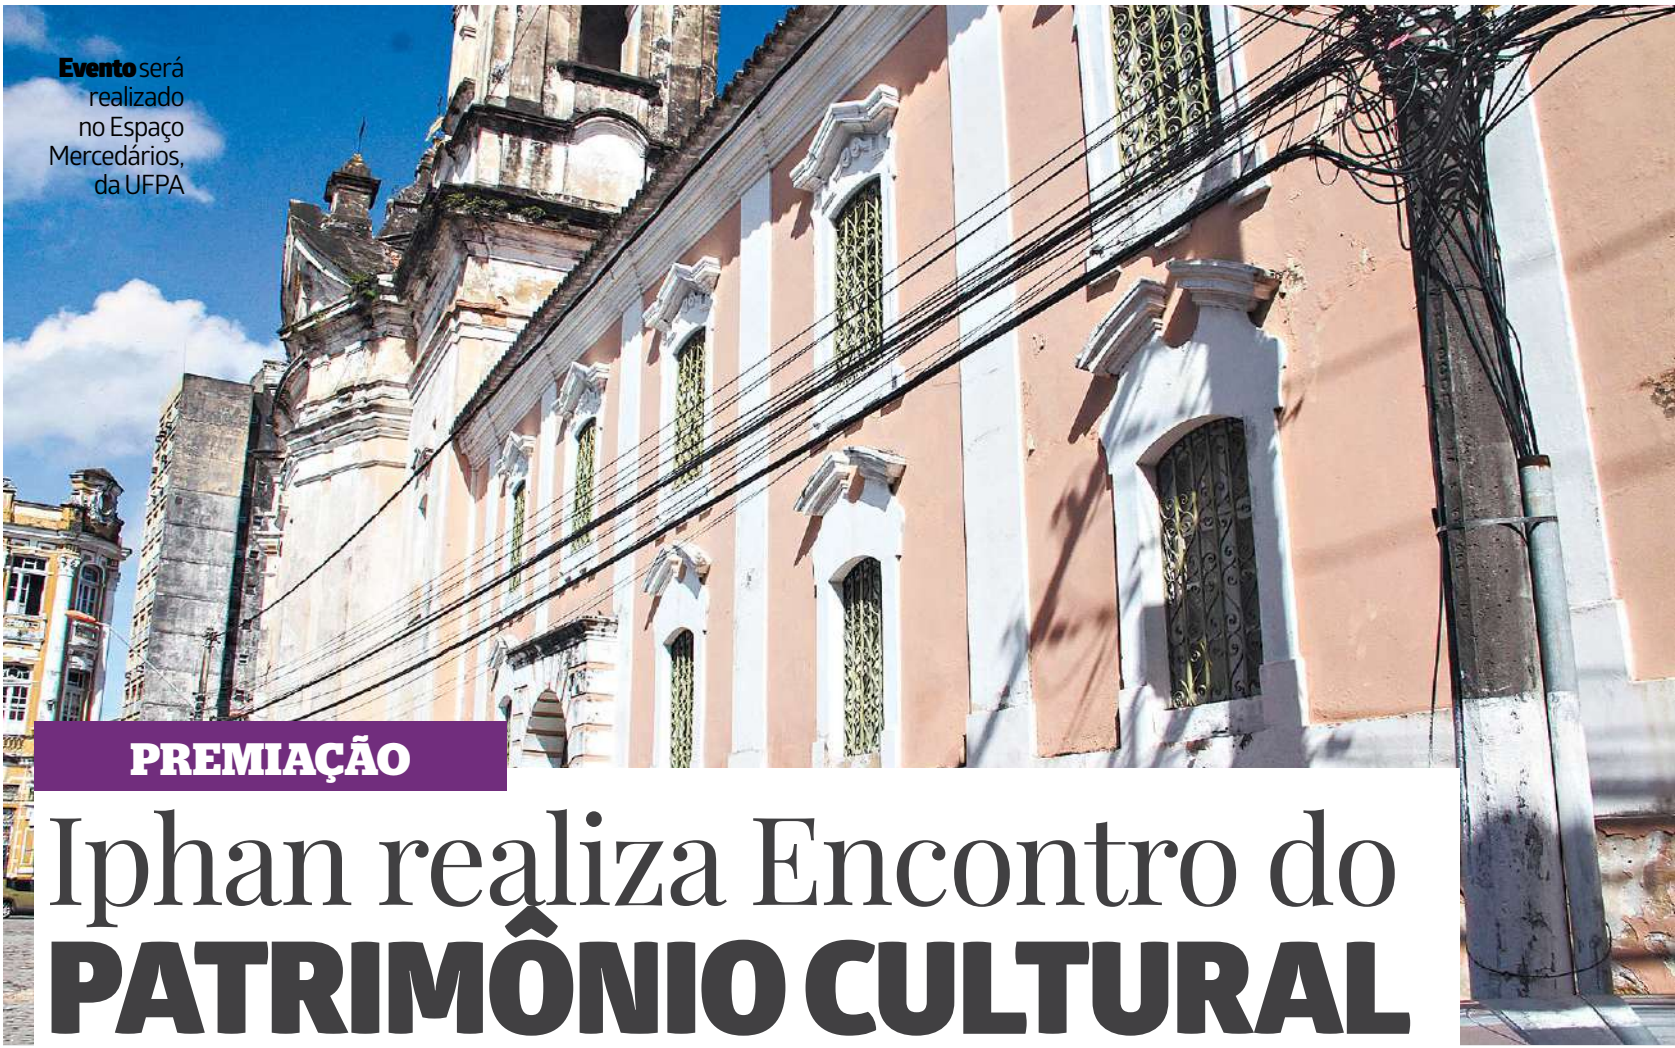 Evento será
realizado
no Espaço
Mercedários,
da UFPA
PREMIAÇÃO
Iphan realiza Encontro do
PATRIMÔNIO CULTURAL